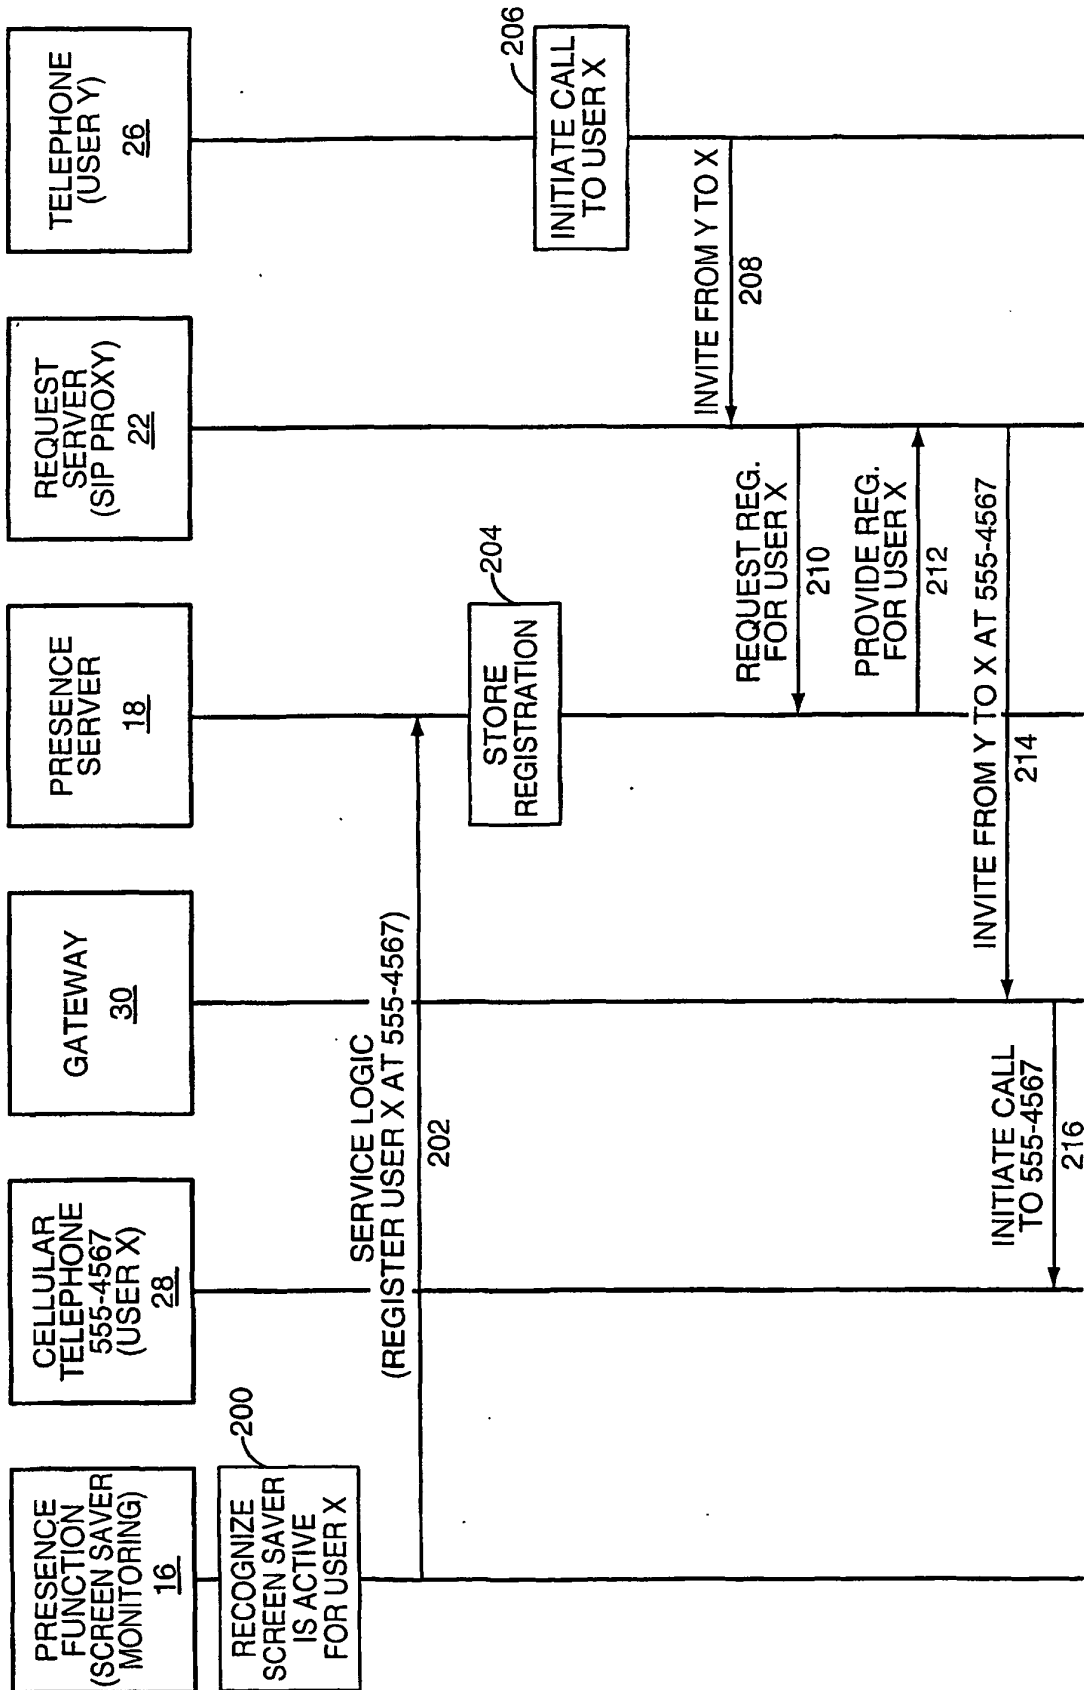 PRESENCE
FUNCTION
(SCREEN SAVER
MONITORING)
16
CELLULAR
TELEPHONE
555-4567
(USER X)
28
GATEWAY
30
PRESENCE
SERVER
18
REQUEST
SERVER
(SIP PROXY)
22
TELEPHONE
(USER Y)
26
RECOGNIZE
SCREEN SAVER
IS ACTIVE
FOR USER X
200
SERVICE LOGIC
(REGISTER USER X AT 555-4567)
202
STORE
REGISTRATION
204
INITIATE CALL
TO USER X
206
INVITE FROM Y TO X
208
REQUEST REG.
FOR USER X
210
PROVIDE REG.
FOR USER X
212
INVITE FROM Y TO X AT 555-4567
214
INITIATE CALL
TO 555-4567
216